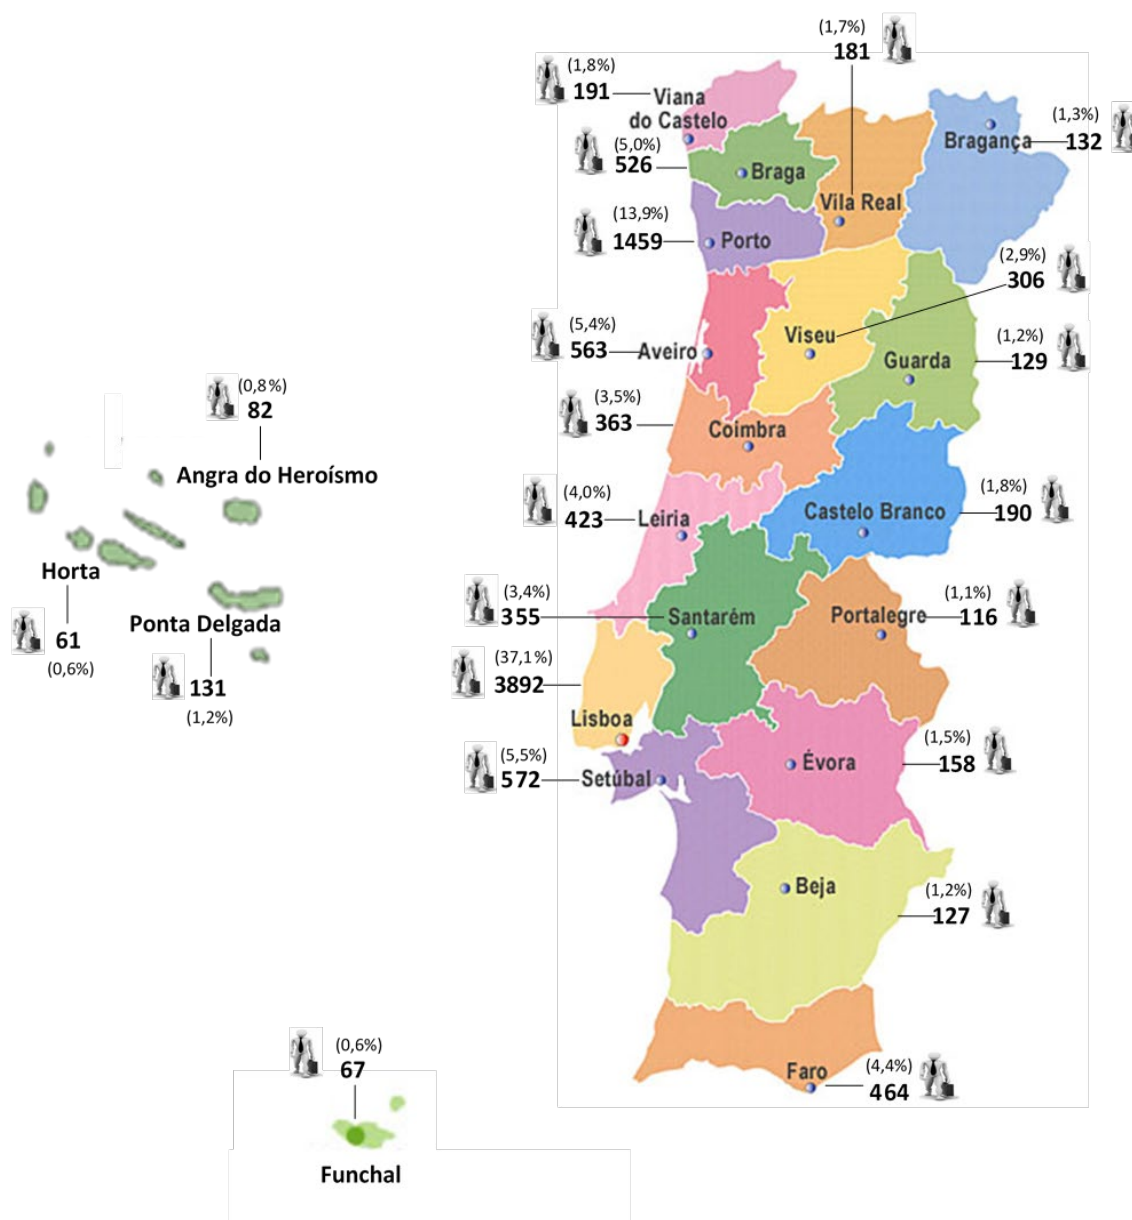 (1,7%)
181
(1,8%)
191
Viana
do Castelo
(1,3%)
132
Bragança
(5,0%)
526
Braga
Vila Real
(13,9%)
1459
Porto
(2,9%)
306
Viseu
(5,4%)
563
Aveiro
(1,2%)
129
Guarda
(0,8%)
82
Angra do Heroísmo
(3,5%)
363
Coimbra
(4,0%)
423
Leiria
Castelo Branco
(1,8%)
190
Horta
61
(0,6%)
Ponta Delgada
131
(1,2%)
(3,4%)
355
Santarém
Portalegre
(1,1%)
116
(37,1%)
3892
Lisboa
(5,5%)
572
Setúbal
Évora
(1,5%)
158
Beja
(1,2%)
127
Faro
(4,4%)
464
(0,6%)
67
Funchal